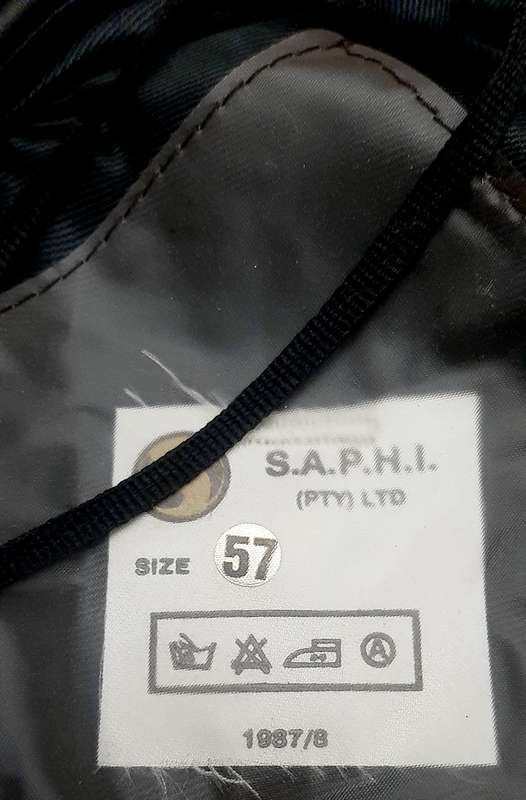 S.A.P.H.I.
(PTY) LTD
SIZE 57
A
1987/8